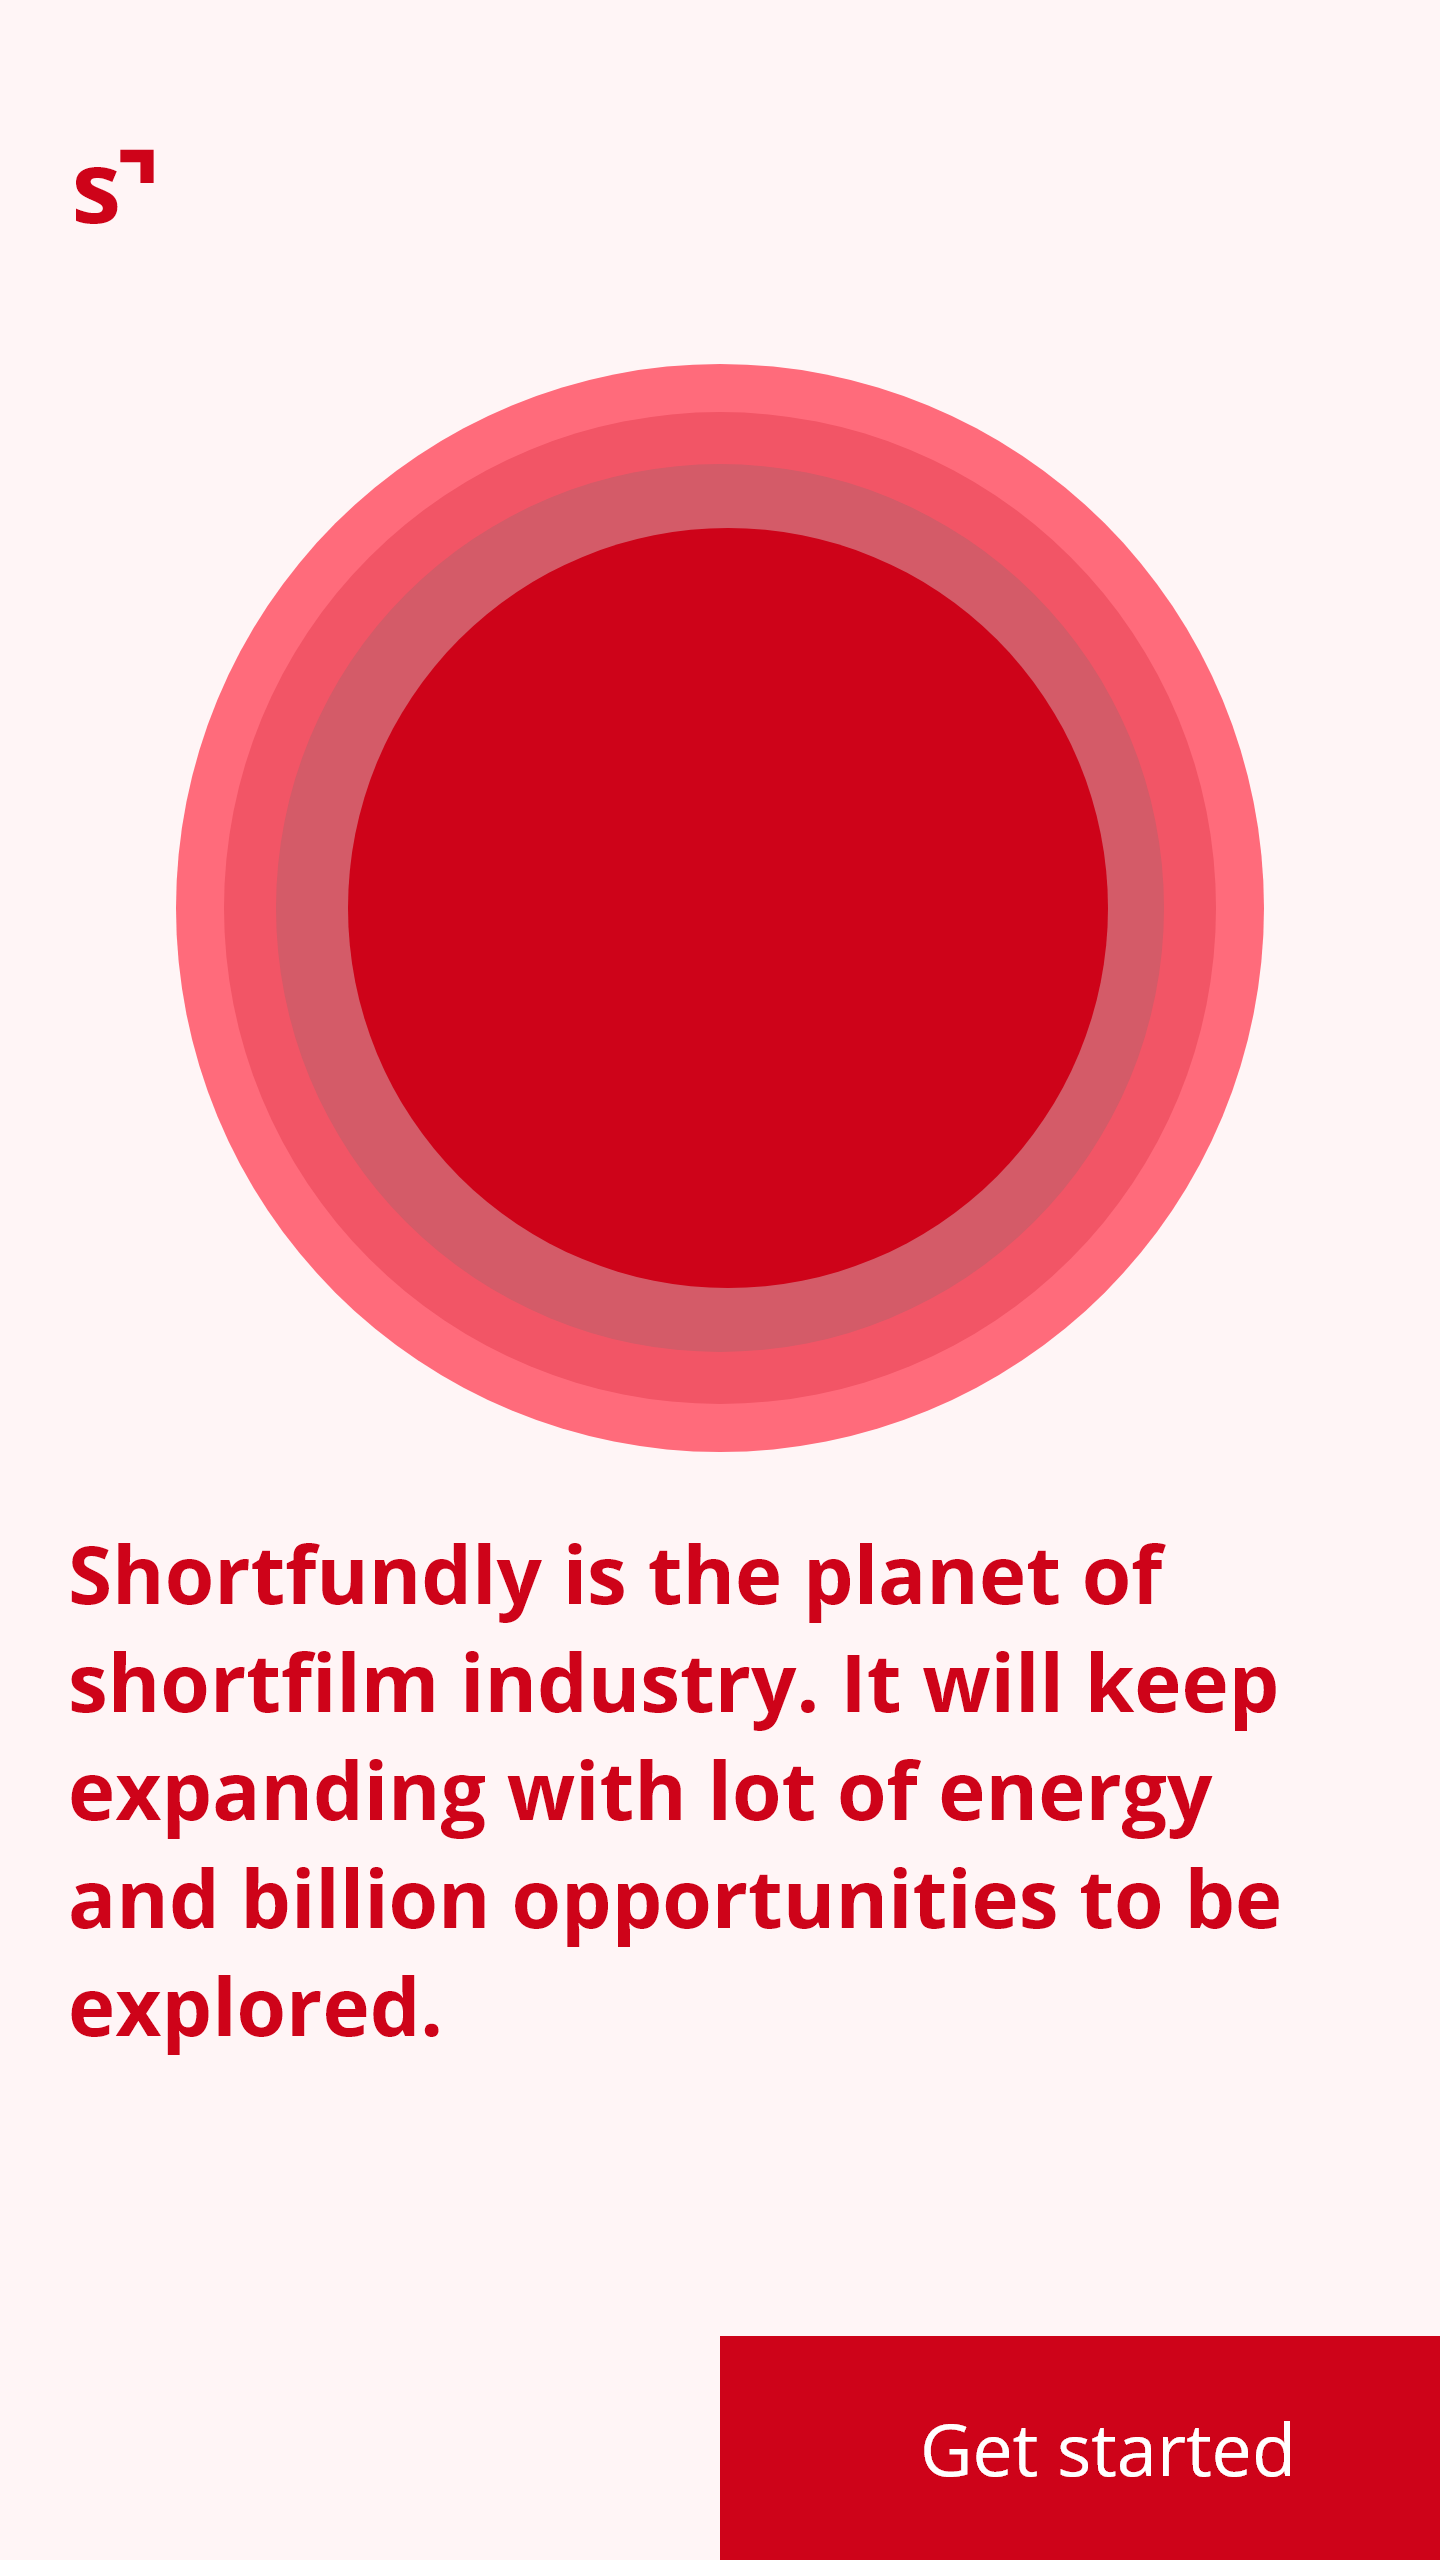 s
Shortfundly is the planet of
shortfilm industry. It will keep
expanding with lot of energy
and billion opportunities to be
explored.
Get started